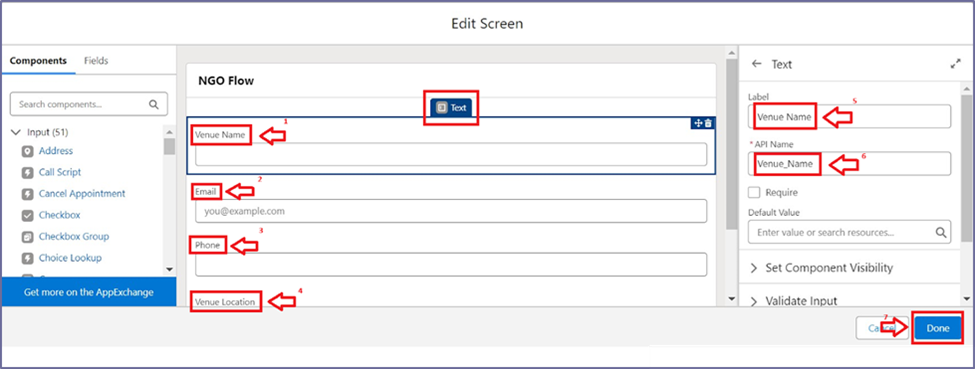 Edit Screen
Components
Fields
Search components...
Input (51)
Address
Call Script
Cancel Appointment
Checkbox
Checkbox Group
Choice Lookup
Get more on the AppExchange
NGO Flow
Text
Venue Name
1
Email
2
you@example.com
Phone
3
Venue Location
4
Text
Label
Venue Name
5
* API Name
Venue_Name
6
Require
Default Value
Enter value or search resources...
Set Component Visibility
Validate Input
7
Done